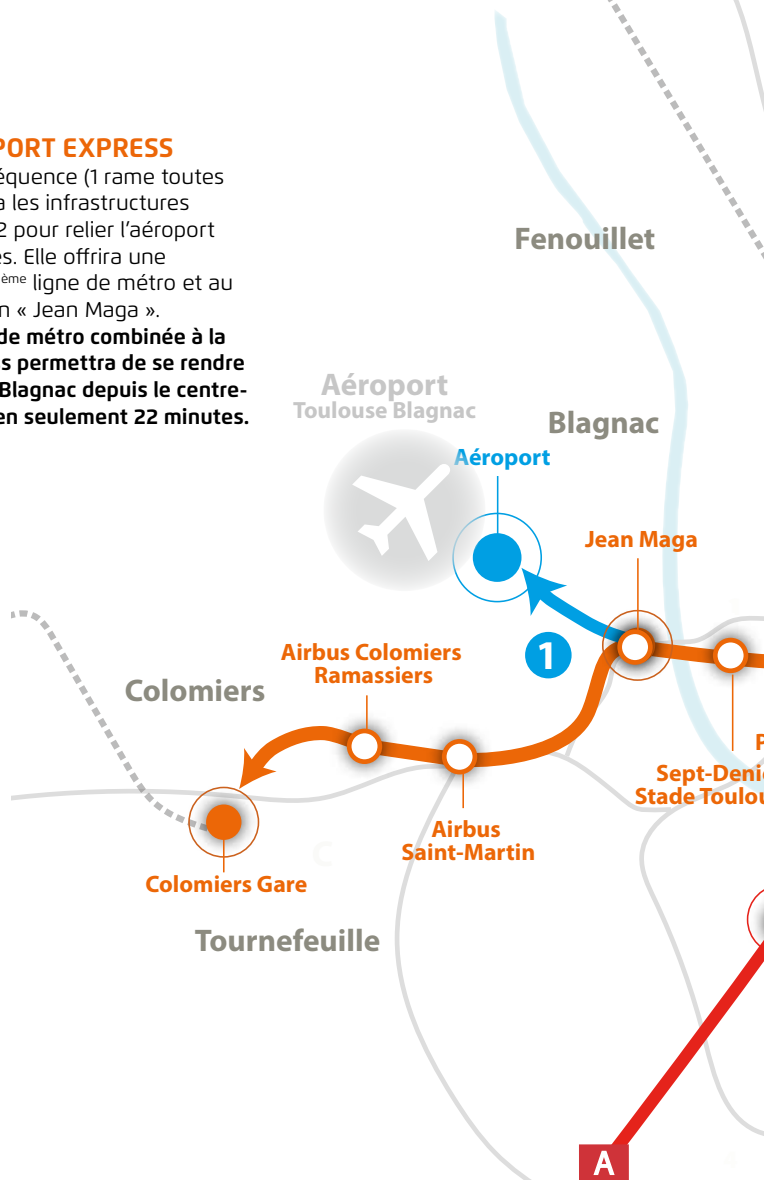 PORT EXPRESS
équence (1 rame toutes
a les infrastructures
2 pour relier l’aéroport
es. Elle offrira une
ème ligne de métro et au
n « Jean Maga ».
de métro combinée à la
s permettra de se rendre
Blagnac depuis le centre-
en seulement 22 minutes.
Fenouillet
Aéroport
Toulouse Blagnac
Blagnac
Aéroport
Jean Maga
1
Airbus Colomiers
Ramassiers
Colomiers
P
Sept-Deni
Stade Toulou
Airbus
Saint-Martin
C
Colomiers Gare
Tournefeuille
A